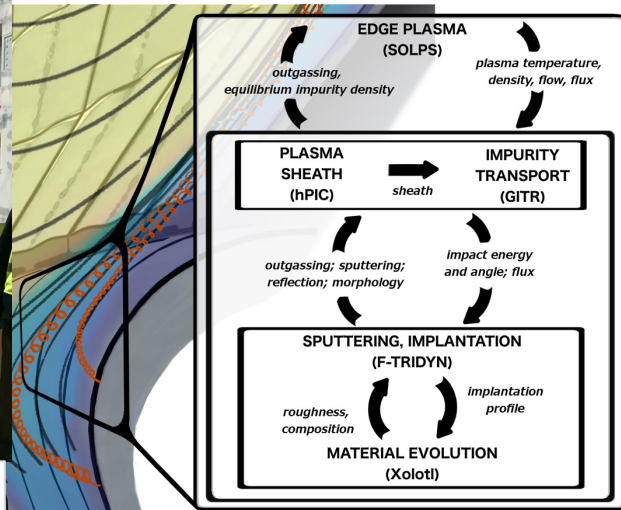 EDGE PLASMA
(SOLPS)
outgassing,
equilibrium impurity density
plasma temperature,
density, flow, flux
PLASMA
SHEATH
(hPIC)
sheath
IMPURITY
TRANSPORT
(GITR)
outgassing; sputtering;
reflection; morphology
impact energy
and angle; flux
SPUTTERING, IMPLANTATION
(F-TRIDYN)
roughness,
composition
implantation
profile
MATERIAL EVOLUTION
(Xolotl)